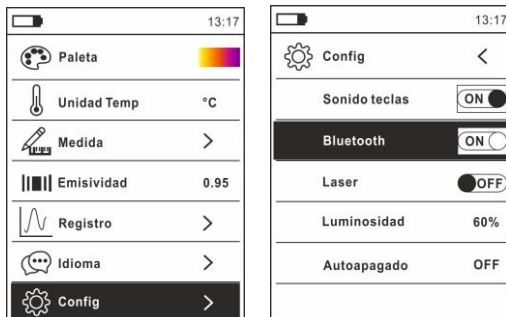 13:17
Paleta
Unidad Temp °C
Medida >
Emisividad 0.95
Registro >
Idioma >
Config >
13:17
Config <
Sonido teclas ON
Bluetooth ON
Laser OFF
Luminosidad 60%
Autoapagado OFF